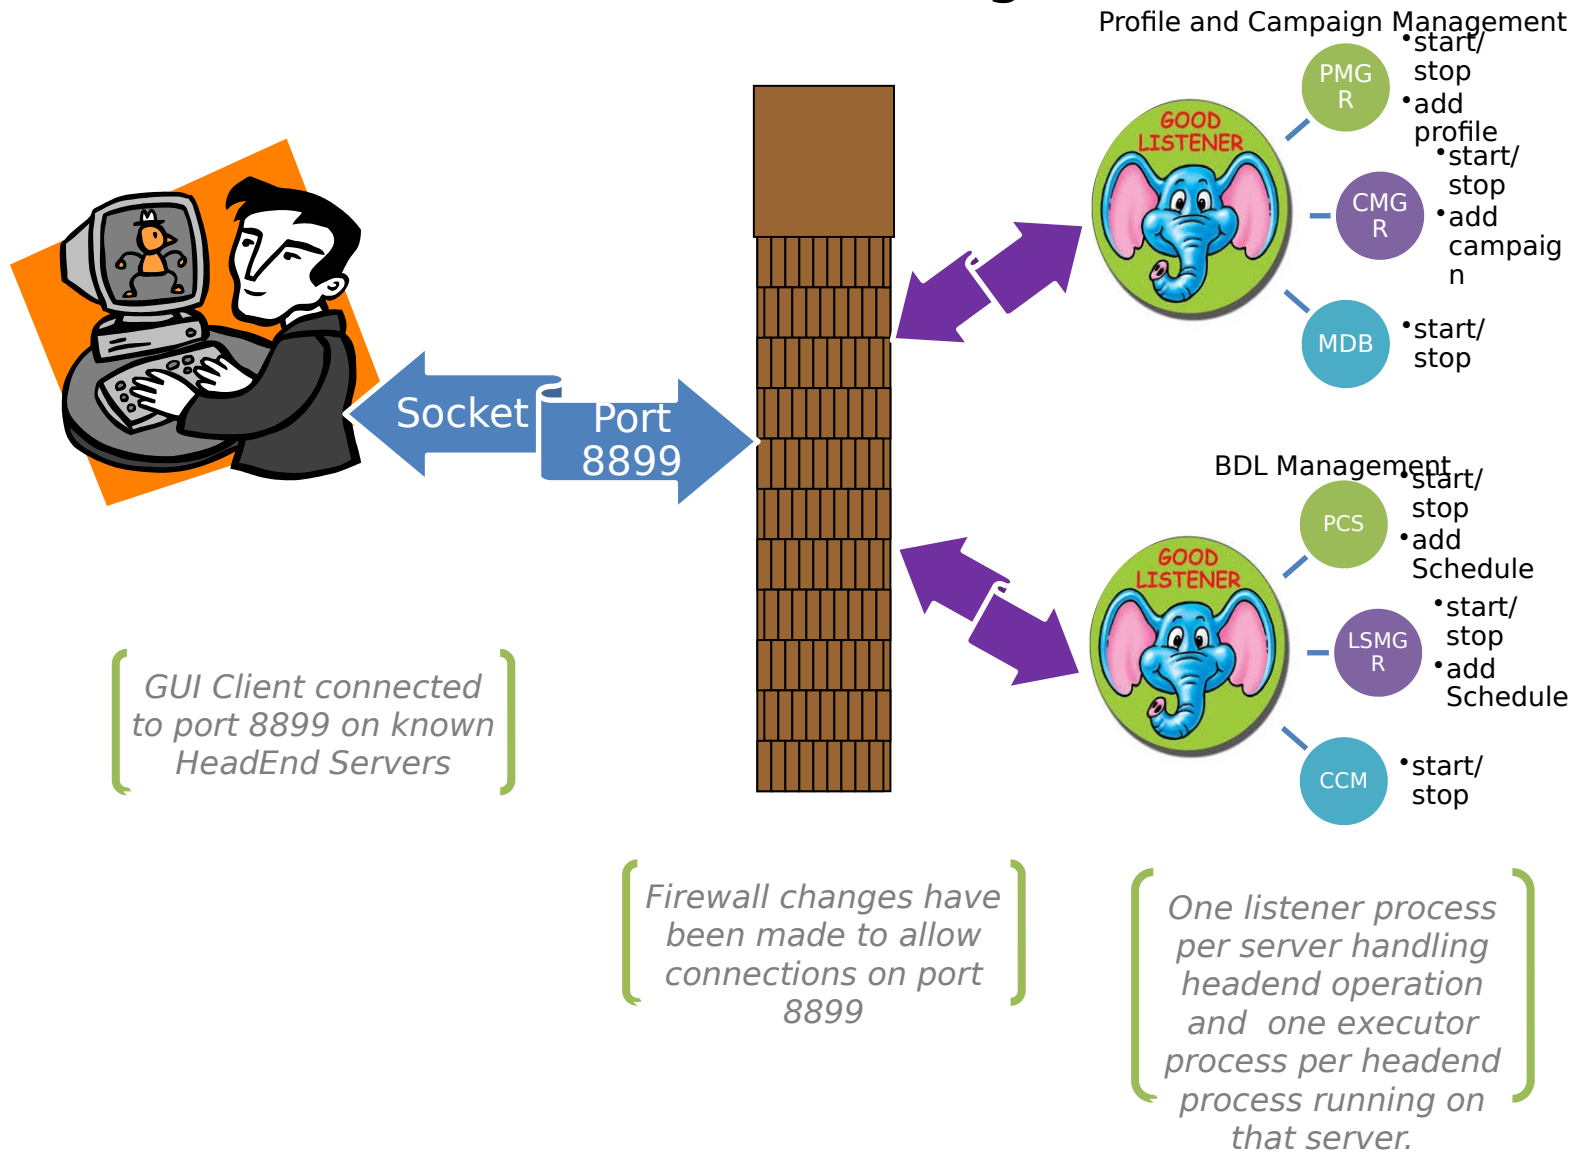 Profile and Campaign Management
GOOD
LISTENER
PMG
R
•start/
stop
•add
profile
CMG
R
•start/
stop
•add
campaig
n
MDB
•start/
stop
Socket
Port
8899
BDL Management
GOOD
LISTENER
PCS
•start/
stop
•add
Schedule
LSMG
R
•start/
stop
•add
Schedule
CCM
•start/
stop
GUI Client connected
to port 8899 on known
HeadEnd Servers
Firewall changes have
been made to allow
connections on port
8899
One listener process
per server handling
headend operation
and one executor
process per headend
process running on
that server.